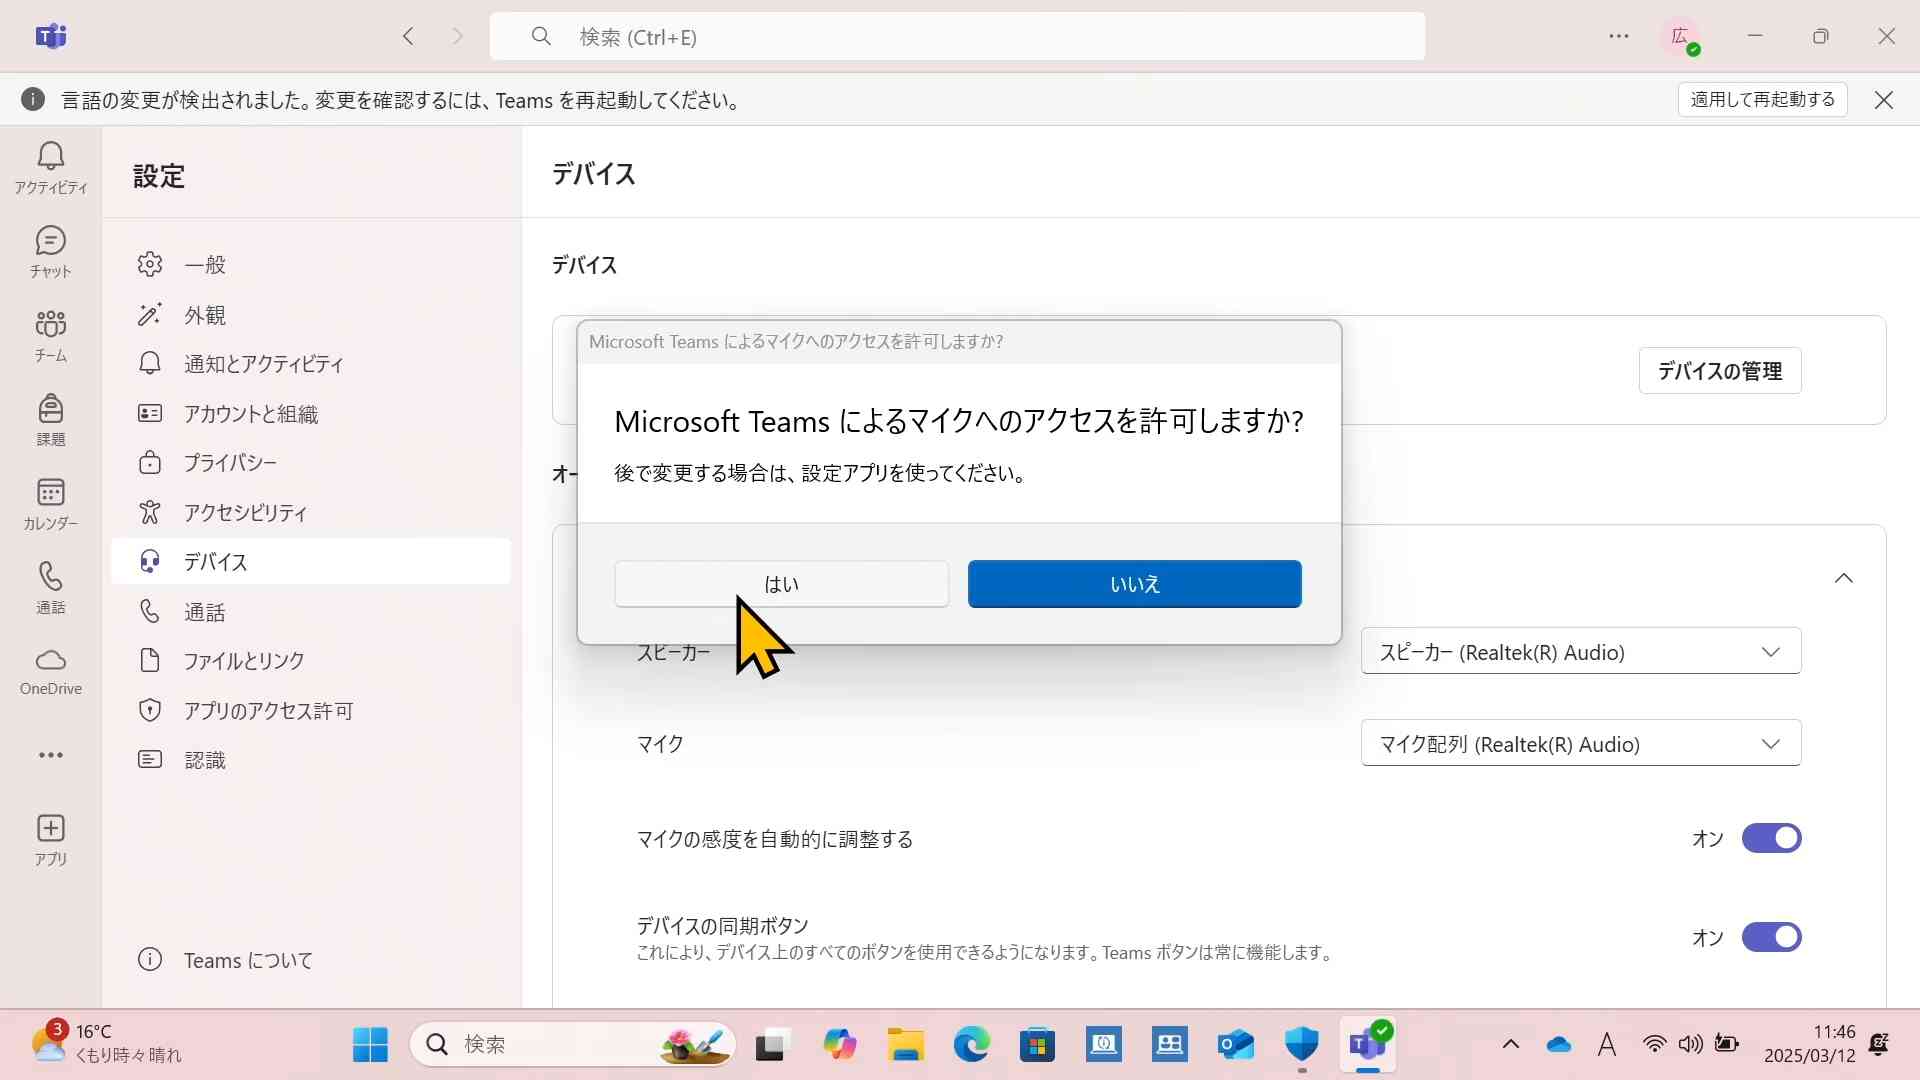 検索 (Ctrl+E)
広
言語の変更が検出されました。変更を確認するには、Teams を再起動してください。
適用して再起動する
アクティビティ
チャット
チーム
課題
カレンダー
通話
OneDrive
アプリ
設定
一般
外観
通知とアクティビティ
アカウントと組織
プライバシー
アクセシビリティ
デバイス
通話
ファイルとリンク
アプリのアクセス許可
認識
Teams について
デバイス
デバイス
デバイスの管理
オー
Microsoft Teams によるマイクへのアクセスを許可しますか?
Microsoft Teams によるマイクへのアクセスを許可しますか?
後で変更する場合は、設定アプリを使ってください。
はい
いいえ
スピーカー
スピーカー (Realtek(R) Audio)
マイク
マイク配列 (Realtek(R) Audio)
マイクの感度を自動的に調整する
オン
デバイスの同期ボタン
これにより、デバイス上のすべてのボタンを使用できるようになります。Teams ボタンは常に機能します。
オン
3
16°C
くもり時々晴れ
検索
A
11:46
2025/03/12